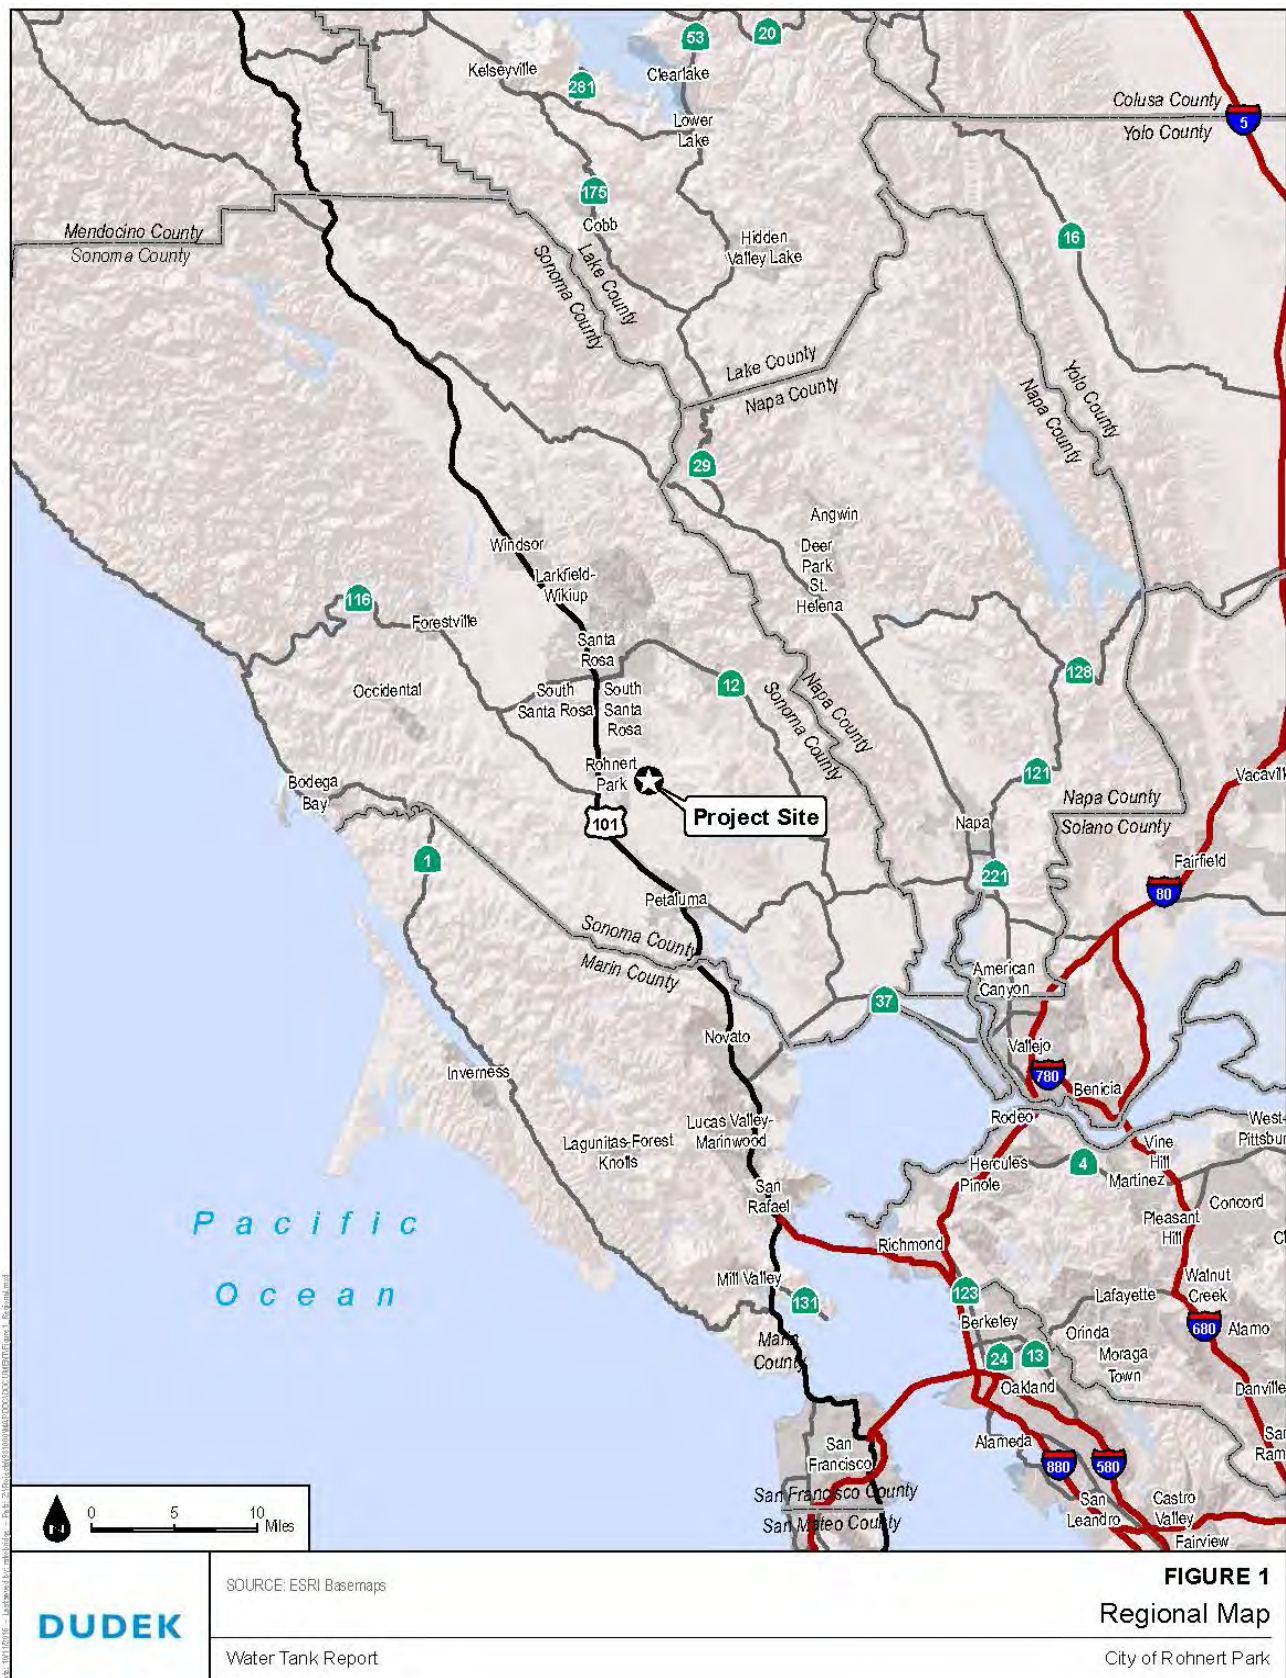 53
20
Kelseyville
Clearlake
281
Colusa County
5
Yolo County
Lower
Lake
175
Cobb
Mendocino County
Sonoma County
Hidden
Valley Lake
16
Sonoma County
Lake County
Lake County
Napa County
Yolo County
Napa County
29
Angwin
Windsor
Deer
Park
St.
Helena
Larkfield-
Wikiup
116
Forestville
Santa
Rosa
128
Occidental
South
Santa Rosa
South
Santa
Rosa
12
Napa County
Sonoma County
Rohnert
Park
121
Bodega
Bay
Project Site
101
Napa
Napa County
Solano County
1
Fairfield
221
80
Petaluma
Sonoma County
Marin County
American
Canyon
37
Novato
Vallejo
780
Inverness
Benicia
Rodeo
Lucas Valley-
Marinwood
Lagunitas-Forest
Knolls
Vine
Hill
Hercules
Pinole
4
Martinez
San
Rafael
Concord
Pleasant
Hill
Pacific
Ocean
Richmond
Mill Valley
131
123
Walnut
Creek
Lafayette
Berkeley
680
Alamo
Orinda
Marin
County
24
13
Moraga
Town
Oakland
Danville
San
Francisco
Alameda
880
580
San Francisco County
San Mateo County
San
Leandro
Castro
Valley
Fairview
N
0 5 10
Miles
DUDEK
SOURCE: ESRI Basemaps
Water Tank Report
FIGURE 1
Regional Map
City of Rohnert Park